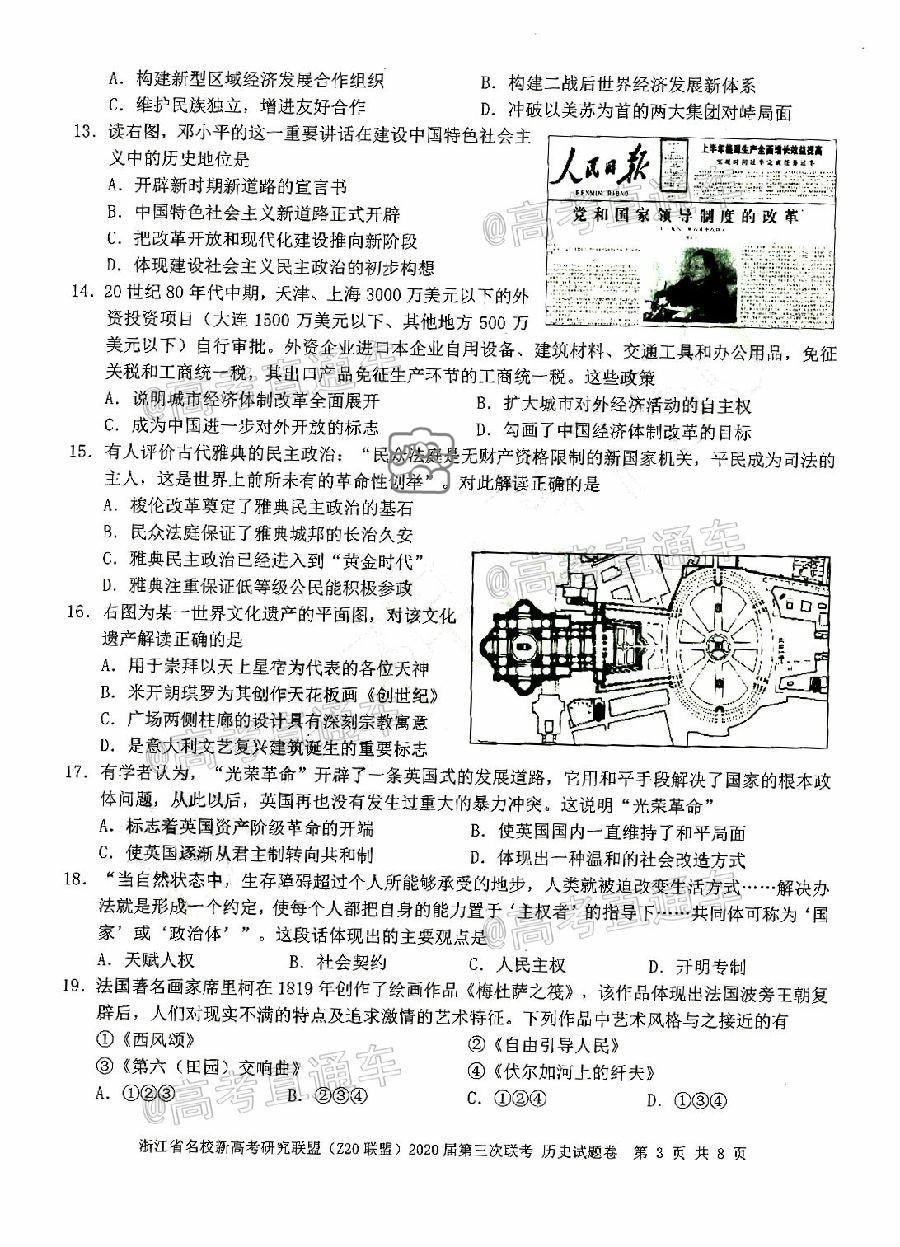 A. 构建新型区域经济发展合作组织 B. 构建二战后世界经济发展新体系
C. 维护民族独立，增进友好合作 D. 冲破以美苏为首的两大集团对峙局面
13. 读右图，邓小平的这一重要讲话在建设中国特色社会主
义中的历史地位是
A. 开辟新时期新道路的宣言书
B. 中国特色社会主义新道路正式开辟
C. 把改革开放和现代化建设推向新阶段
D. 体现建设社会主义民主政治的初步构想
人民日报
RENMIN RIBAO
上半年能源生产全面增长效益提高
党和国家领导制度的改革
14. 20 世纪 80 年代中期，天津、上海 3000 万美元以下的外
资投资项目（大连 1500 万美元以下、其他地方 500 万
美元以下）自行审批。外资企业进口本企业自用设备、建筑材料、交通工具和办公用品，免征
关税和工商统一税，其出口产品免征生产环节的工商统一税。这些政策
A. 说明城市经济体制改革全面展开 B. 扩大城市对外经济活动的自主权
C. 成为中国进一步对外开放的标志 D. 勾画了中国经济体制改革的目标
15. 有人评价古代雅典的民主政治：“民众法庭是无财产资格限制的新国家机关，平民成为司法的
主人，这是世界上前所未有的革命性创举”。对此解读正确的是
A. 梭伦改革奠定了雅典民主政治的基石
B. 民众法庭保证了雅典城邦的长治久安
C. 雅典民主政治已经进入到“黄金时代”
D. 雅典注重保证低等级公民能积极参政
16. 右图为某一世界文化遗产的平面图，对该文化
遗产解读正确的是
A. 用于崇拜以天上星宿为代表的各位天神
B. 米开朗琪罗为其创作天花板画《创世纪》
C. 广场两侧柱廊的设计具有深刻宗教寓意
D. 是意大利文艺复兴建筑诞生的重要标志
17. 有学者认为，“光荣革命”开辟了一条英国式的发展道路，它用和平手段解决了国家的根本政
体问题，从此以后，英国再也没有发生过重大的暴力冲突。这说明“光荣革命”
A. 标志着英国资产阶级革命的开端 B. 使英国国内一直维持了和平局面
C. 使英国逐渐从君主制转向共和制 D. 体现出一种温和的社会改造方式
18. “当自然状态中，生存障碍超过个人所能够承受的地步，人类就被迫改变生活方式……解决办
法就是形成一个约定，使每个人都把自身的能力置于‘主权者’的指导下……共同体可称为‘国
家’或‘政治体’”。这段话体现出的主要观点是
A. 天赋人权 B. 社会契约 C. 人民主权 D. 开明专制
19. 法国著名画家席里柯在 1819 年创作了绘画作品《梅杜萨之筏》，该作品体现出法国波旁王朝复
辟后，人们对现实不满的特点及追求激情的艺术特征。下列作品中艺术风格与之接近的有
①《西风颂》 ②《自由引导人民》
③《第六（田园）交响曲》 ④《伏尔加河上的纤夫》
A. ①②③ B. ②③④ C. ①②④ D. ①③④
浙江省名校新高考研究联盟（Z20 联盟）2020 届第三次联考 历史试题卷 第 3 页 共 8 页
@高考直通车
@高考直通车
@高考直通车
@高考直通车
@高考直通车
@高考直通车